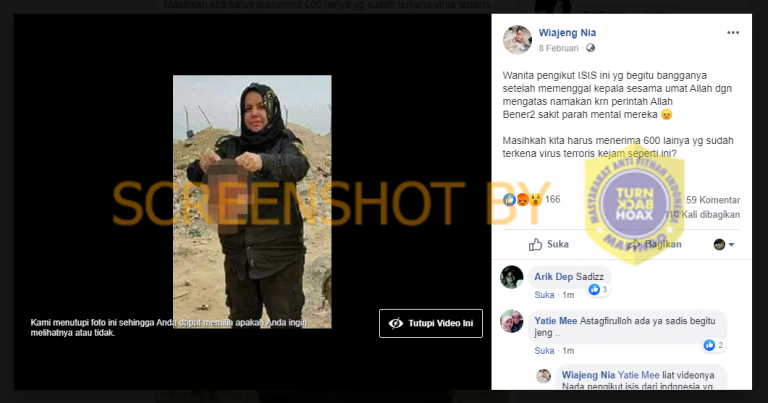 Masihkah kita harus menerima 600 lainya yg sudah terkena virus terroris
Wiajeng Nia
8 Februari
Wanita pengikut ISIS ini yg begitu bangganya
setelah memenggal kepala sesama umat Allah dgn
mengatas namakan krn perintah Allah
Bener2 sakit parah mental mereka
Masihkah kita harus menerima 600 lainya yg sudah
terkena virus terroris kejam seperti ini?
SCREENSHOT BY
MASYARAKAT ANTI FITNAH INDONESIA
TURN
BACK
HOAX
MAFINDO
166
59 Komentar
110 Kali dibagikan
Suka
Bagikan
Kami menutupi foto ini sehingga Anda dapat memilih apakah Anda ingin
melihatnya atau tidak.
Tutupi Video Ini
Arik Dep Sadizz
3
Suka · 1m
Yatie Mee Astagfirulloh ada ya sadis begitu
jeng ..
2
Suka · 1m
Wiajeng Nia Yatie Mee liat videonya
Nada pengikut isis dari indonesia yg